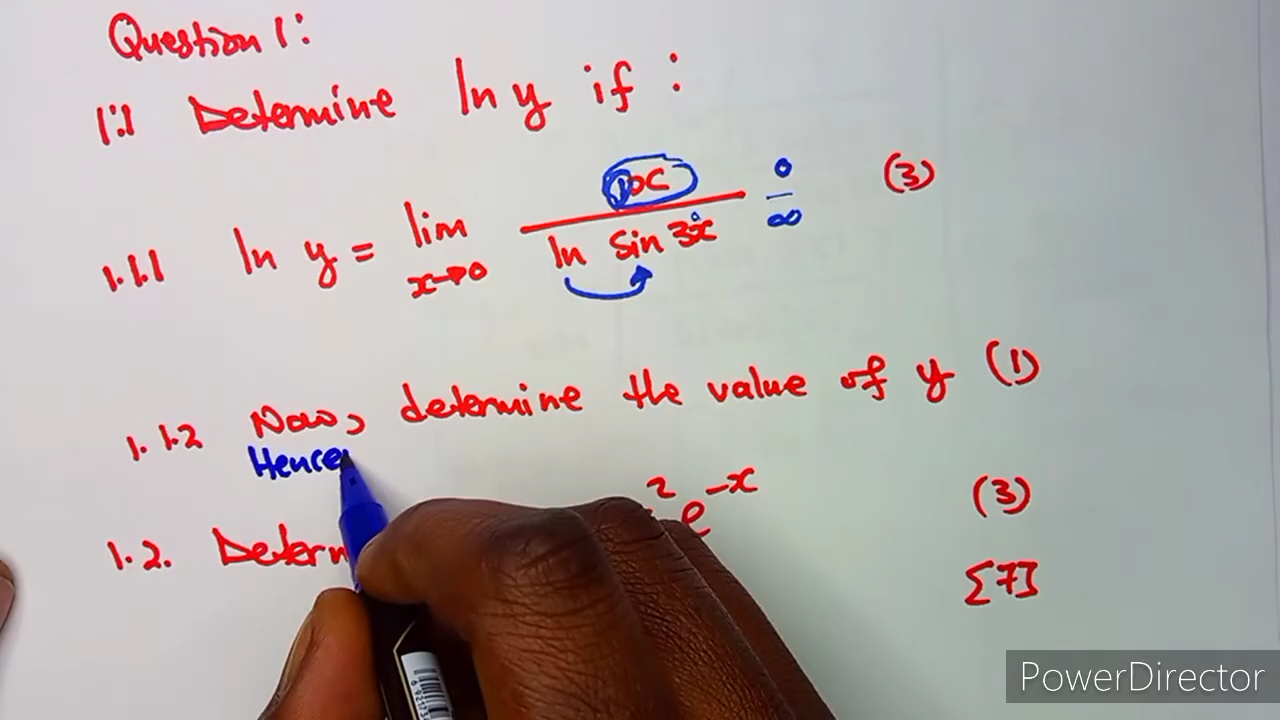 Question 1:
1.1 Determine ln y if :
1.1.1 ln y = lim x→0 x / ln sin 3x 0/∞ (3)
1.1.2 Now, determine the value of y (1)
Hence
1.2. Determ 2 e^-x (3)
[7]
PowerDirector